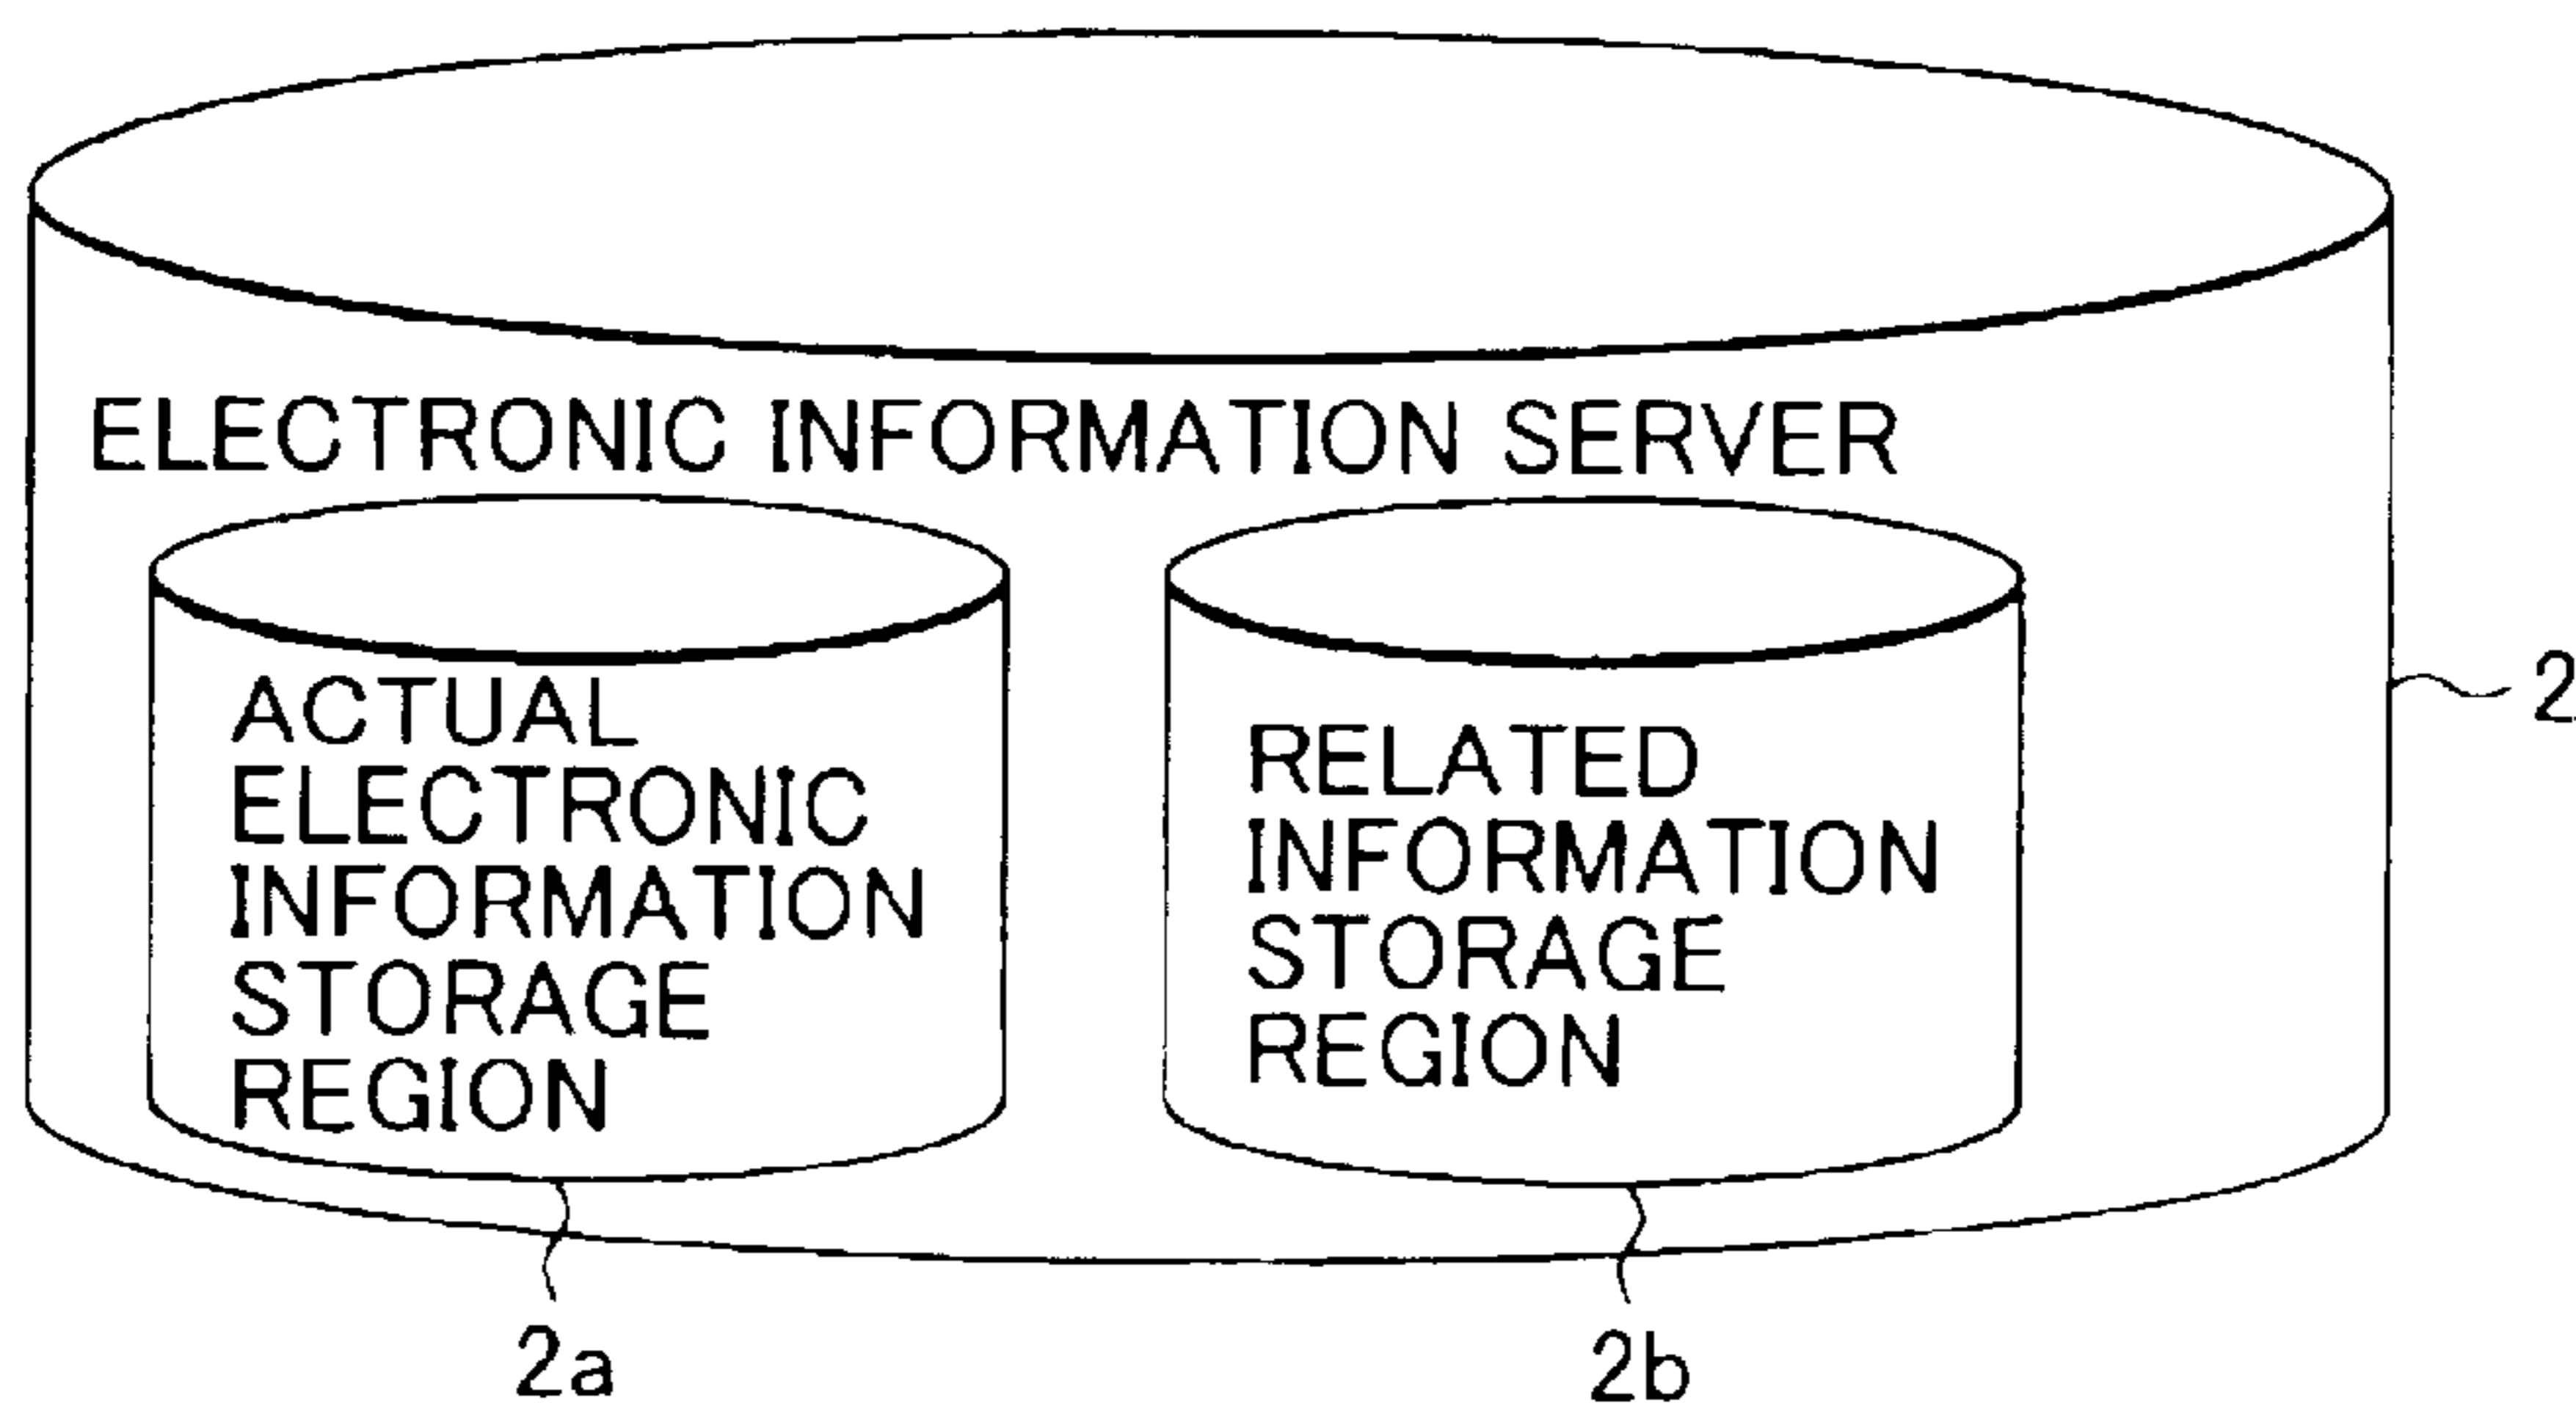 ELECTRONIC INFORMATION SERVER
ACTUAL
ELECTRONIC
INFORMATION
STORAGE
REGION
RELATED
INFORMATION
STORAGE
REGION
2
2a
2b